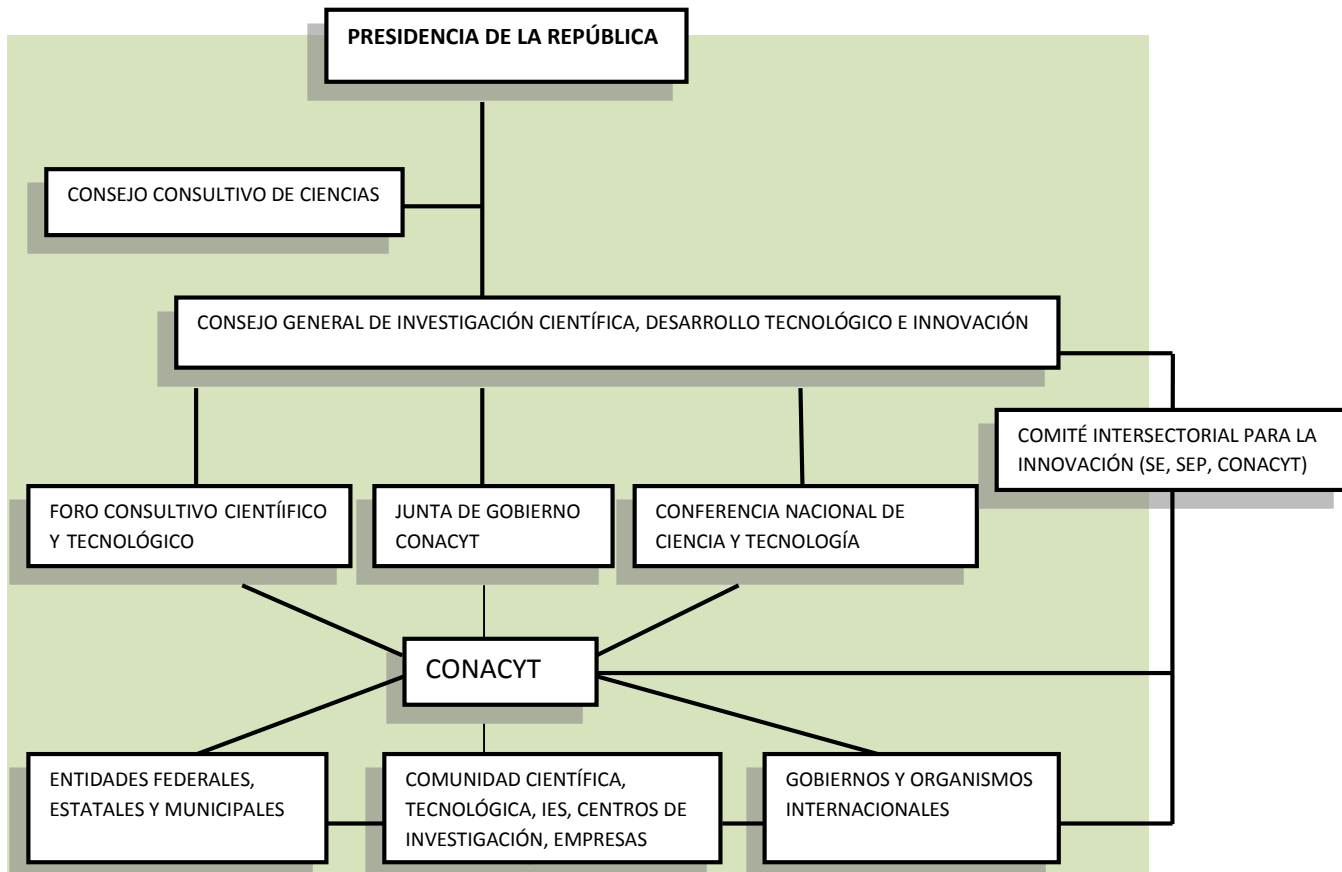 PRESIDENCIA DE LA REPÚBLICA
CONSEJO CONSULTIVO DE CIENCIAS
CONSEJO GENERAL DE INVESTIGACIÓN CIENTÍFICA, DESARROLLO TECNOLÓGICO E INNOVACIÓN
COMITÉ INTERSECTORIAL PARA LA
INNOVACIÓN (SE, SEP, CONACYT)
FORO CONSULTIVO CIENTÍIFICO
Y TECNOLÓGICO
JUNTA DE GOBIERNO
CONACYT
CONFERENCIA NACIONAL DE
CIENCIA Y TECNOLOGÍA
CONACYT
ENTIDADES FEDERALES,
ESTATALES Y MUNICIPALES
COMUNIDAD CIENTÍFICA,
TECNOLÓGICA, IES, CENTROS DE
INVESTIGACIÓN, EMPRESAS
GOBIERNOS Y ORGANISMOS
INTERNACIONALES